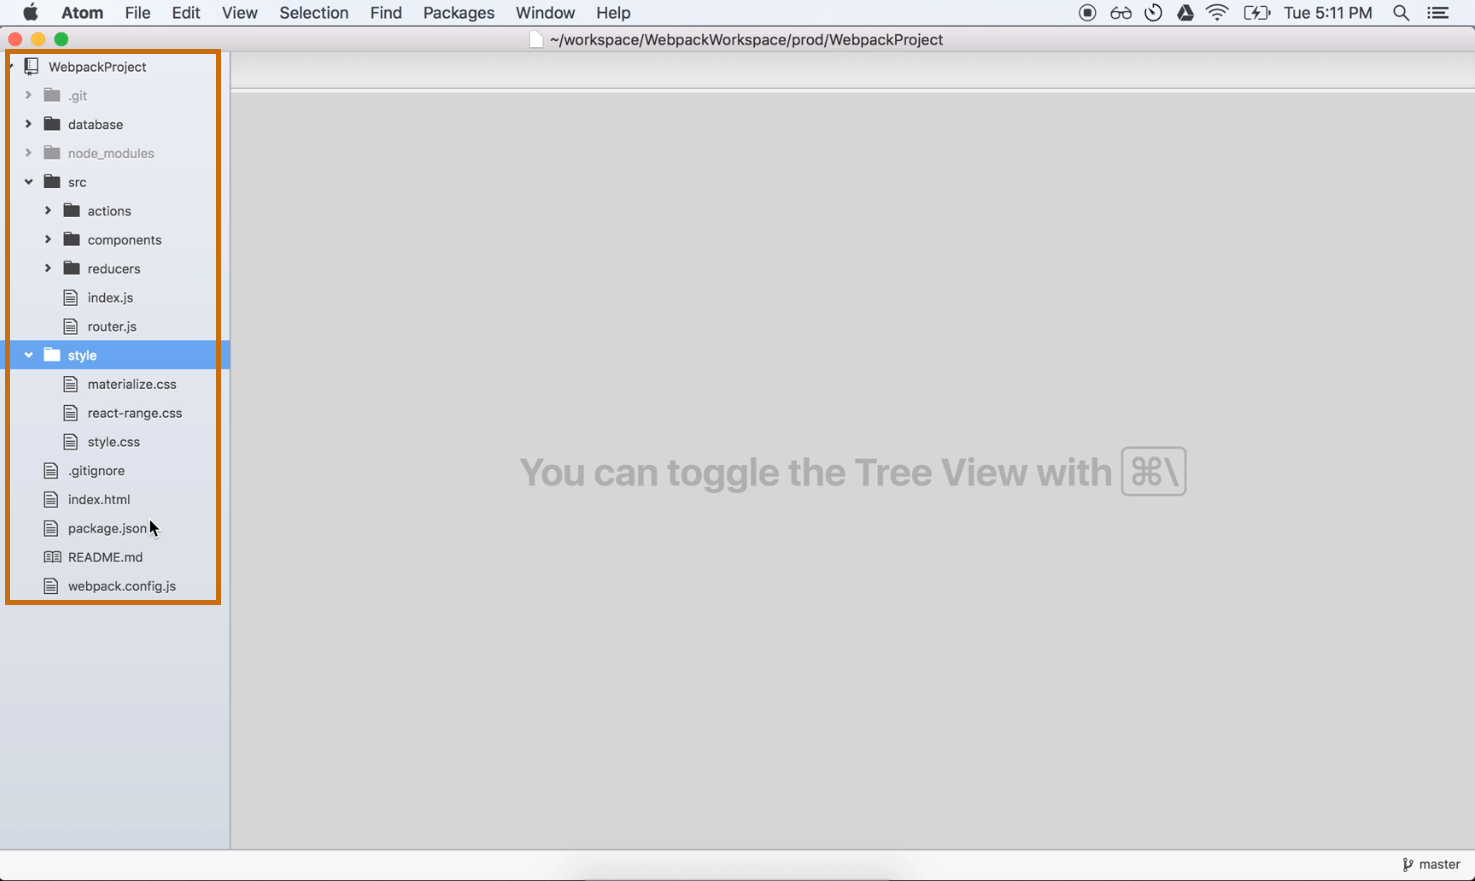 Atom File Edit View Selection Find Packages Window Help Tue 5:11 PM
~/workspace/WebpackWorkspace/prod/WebpackProject
WebpackProject
.git
database
node_modules
src
actions
components
reducers
index.js
router.js
style
materialize.css
react-range.css
style.css
.gitignore
index.html
package.json
README.md
webpack.config.js
You can toggle the Tree View with ⌘\
master